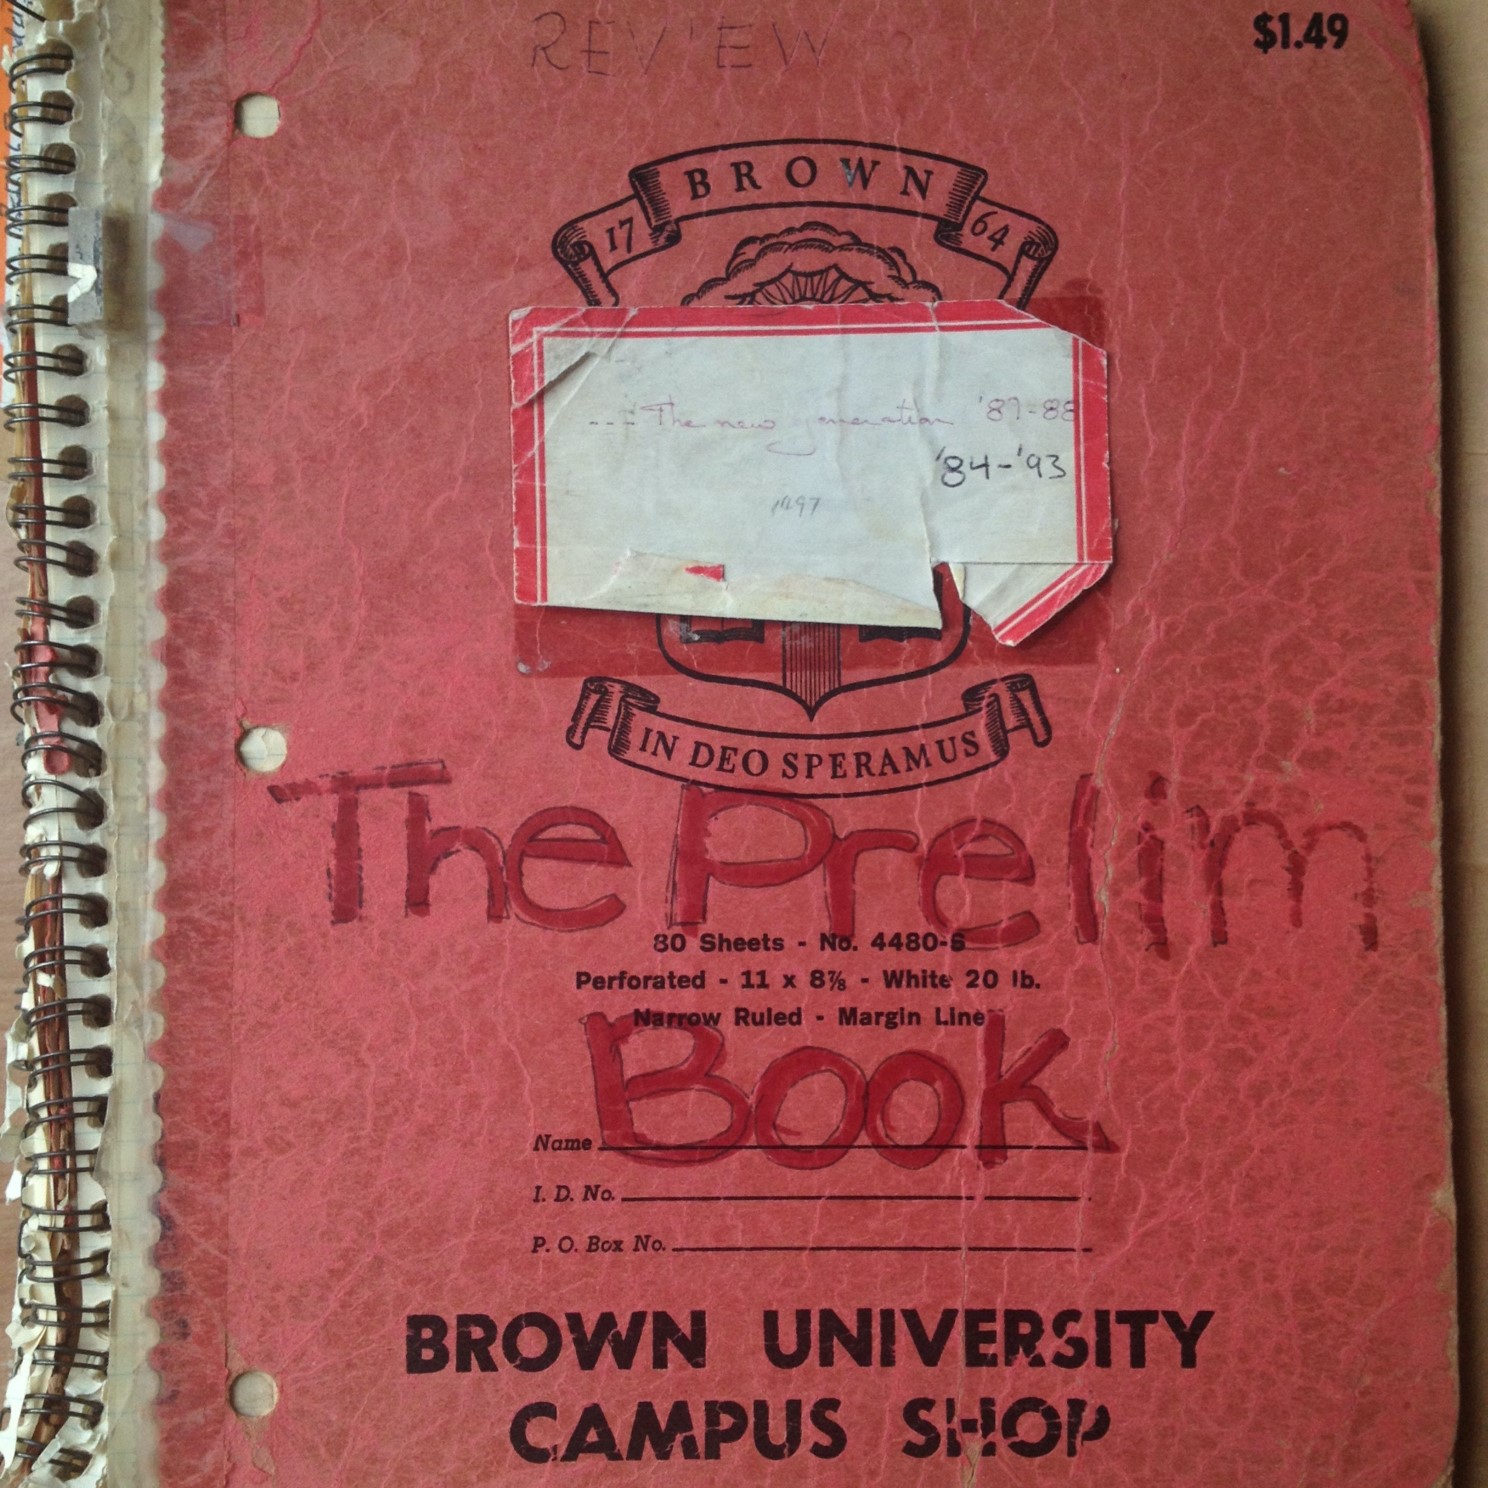 REVIEW
$1.49
BROWN
17 64
The new generation '87-88
'84-'93
IN DEO SPERAMUS
The Prelim
80 Sheets - No. 4480-S
Perforated - 11 x 8⅞ - White 20 lb.
Narrow Ruled - Margin Line
Book
Name
I. D. No.
P. O. Box No.
BROWN UNIVERSITY
CAMPUS SHOP